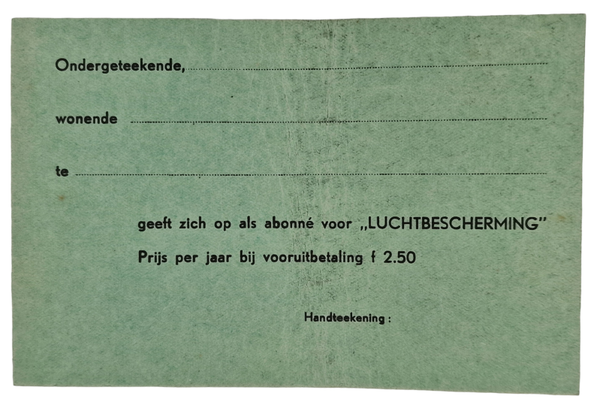 Ondergeteekende,
wonende
te
geeft zich op als abonné voor „LUCHTBESCHERMING”
Prijs per jaar bij vooruitbetaling f 2.50
Handteekening :